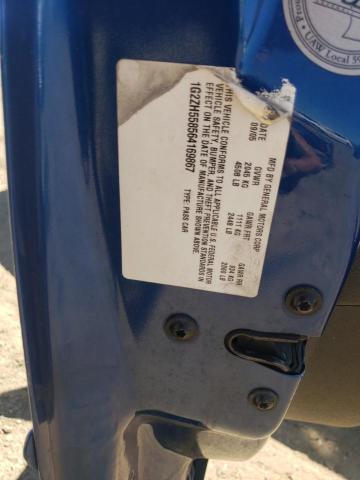 MFD BY GENERAL MOTORS CORP
DATE GVWR GAWR FRT GAWR RR
09/05 2045 KG 1111 KG 934 KG
4508 LB 2448 LB 2060 LB
THIS VEHICLE CONFORMS TO ALL APPLICABLE U.S. FEDERAL MOTOR
VEHICLE SAFETY, BUMPER, AND THEFT PREVENTION STANDARDS IN
EFFECT ON THE DATE OF MANUFACTURE SHOWN ABOVE.
1G2ZH558564169867 TYPE: PASS CAR
UAW Local